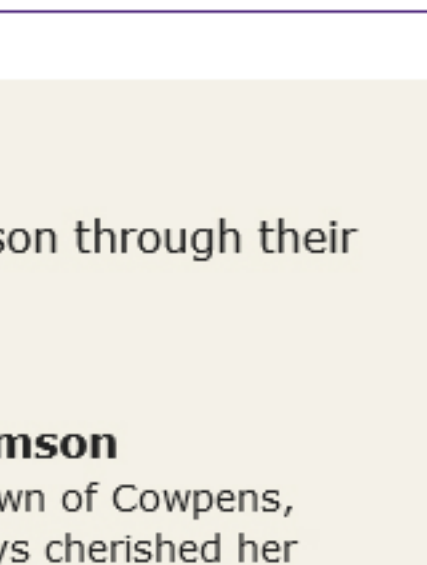 son through their
mson
wn of Cowpens,
ys cherished her